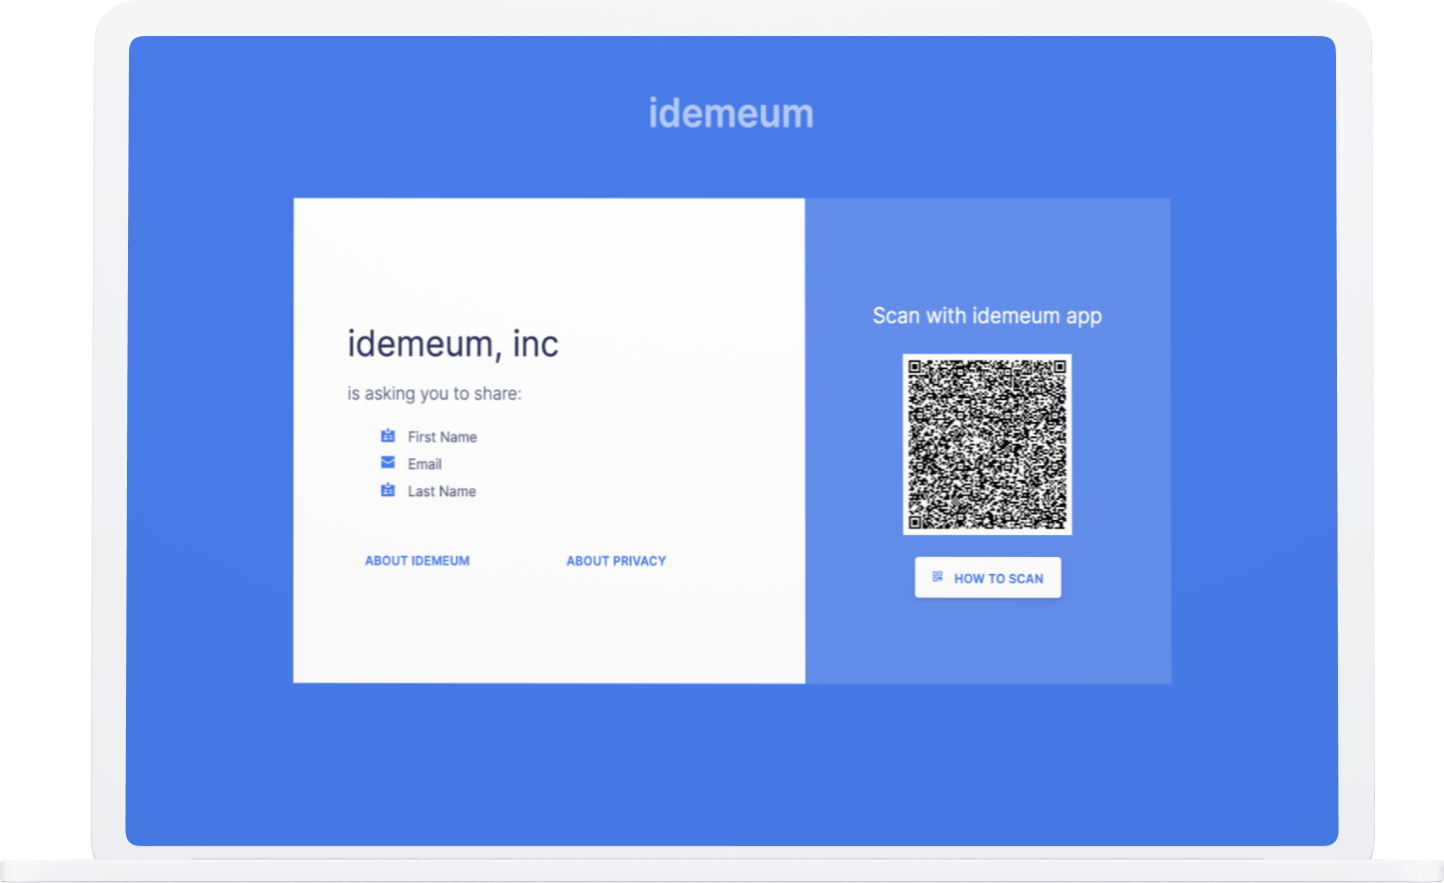 idemeum
idemeum, inc
is asking you to share:
First Name
Email
Last Name
ABOUT IDEMEUM
ABOUT PRIVACY
Scan with idemeum app
HOW TO SCAN